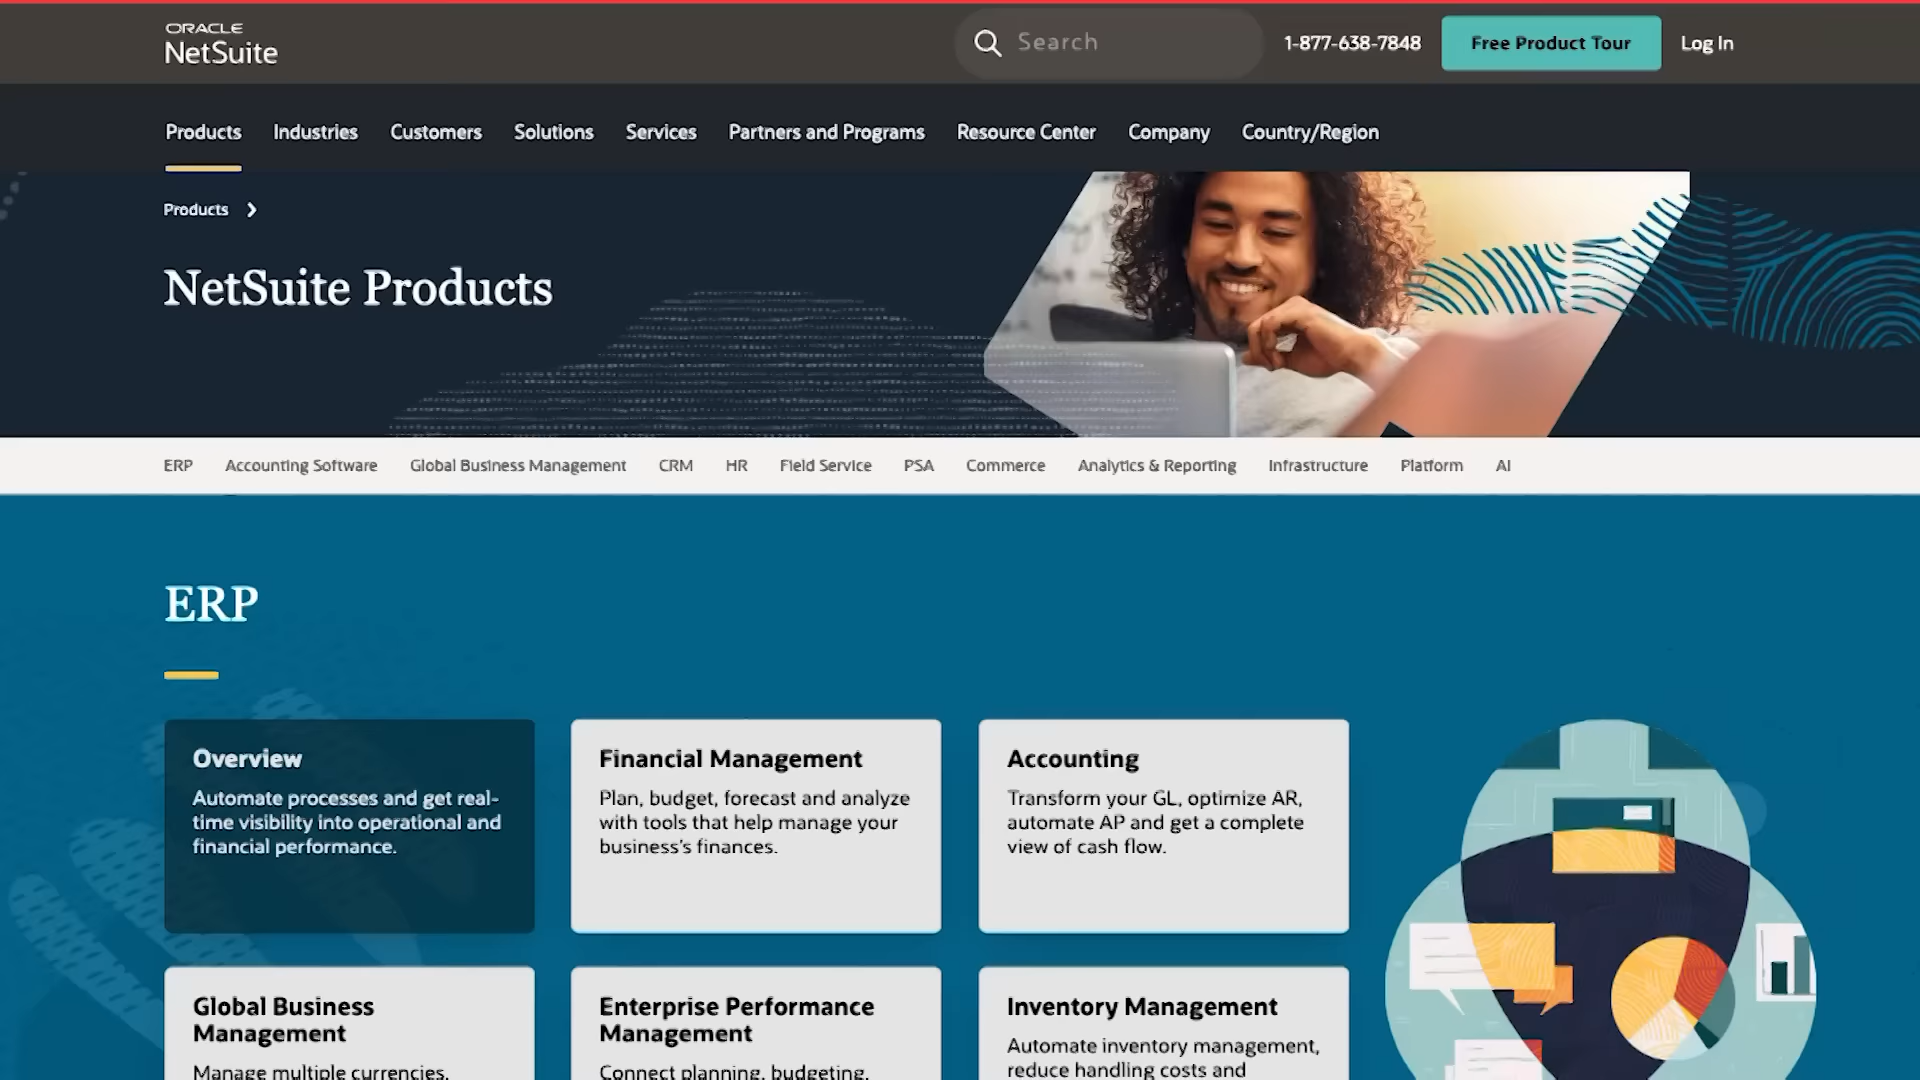 ORACLE
NetSuite
Search
1-877-638-7848
Free Product Tour
Log In
Products
Industries
Customers
Solutions
Services
Partners and Programs
Resource Center
Company
Country/Region
Products
NetSuite Products
ERP
Accounting Software
Global Business Management
CRM
HR
Field Service
PSA
Commerce
Analytics & Reporting
Infrastructure
Platform
AI
ERP
Overview
Automate processes and get real-
time visibility into operational and
financial performance.
Financial Management
Plan, budget, forecast and analyze
with tools that help manage your
business's finances.
Accounting
Transform your GL, optimize AR,
automate AP and get a complete
view of cash flow.
Global Business
Management
Manage multiple currencies,
Enterprise Performance
Management
Connect planning, budgeting,
Inventory Management
Automate inventory management,
reduce handling costs and